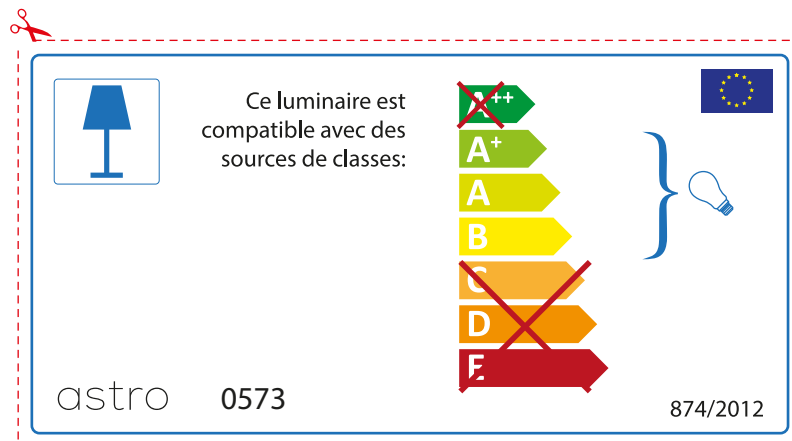 Ce luminaire est
compatible avec des
sources de classes:
A++
A+
A
B
C
D
E
astro
0573
874/2012